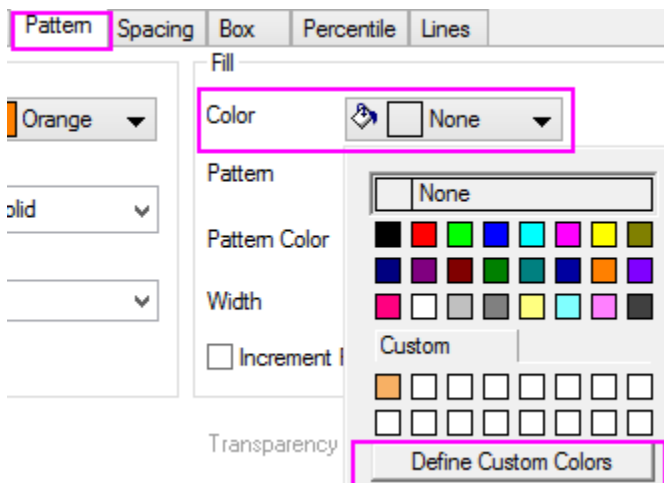 Pattern Spacing Box Percentile Lines
Fill
Orange Color None
Pattern
None
Pattern Color
Width
Custom
Increment
Transparency
Define Custom Colors